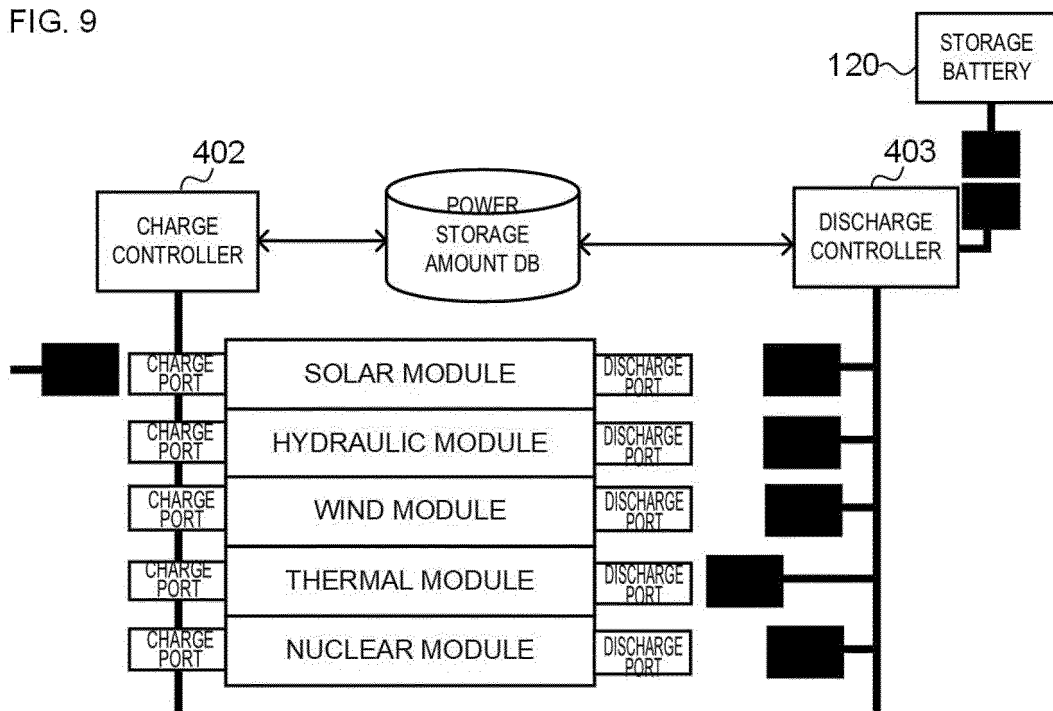 FIG. 9
STORAGE
BATTERY
120
402
403
CHARGE
CONTROLLER
POWER
STORAGE
AMOUNT DB
DISCHARGE
CONTROLLER
CHARGE
PORT
SOLAR MODULE
DISCHARGE
PORT
CHARGE
PORT
HYDRAULIC MODULE
DISCHARGE
PORT
CHARGE
PORT
WIND MODULE
DISCHARGE
PORT
CHARGE
PORT
THERMAL MODULE
DISCHARGE
PORT
CHARGE
PORT
NUCLEAR MODULE
DISCHARGE
PORT